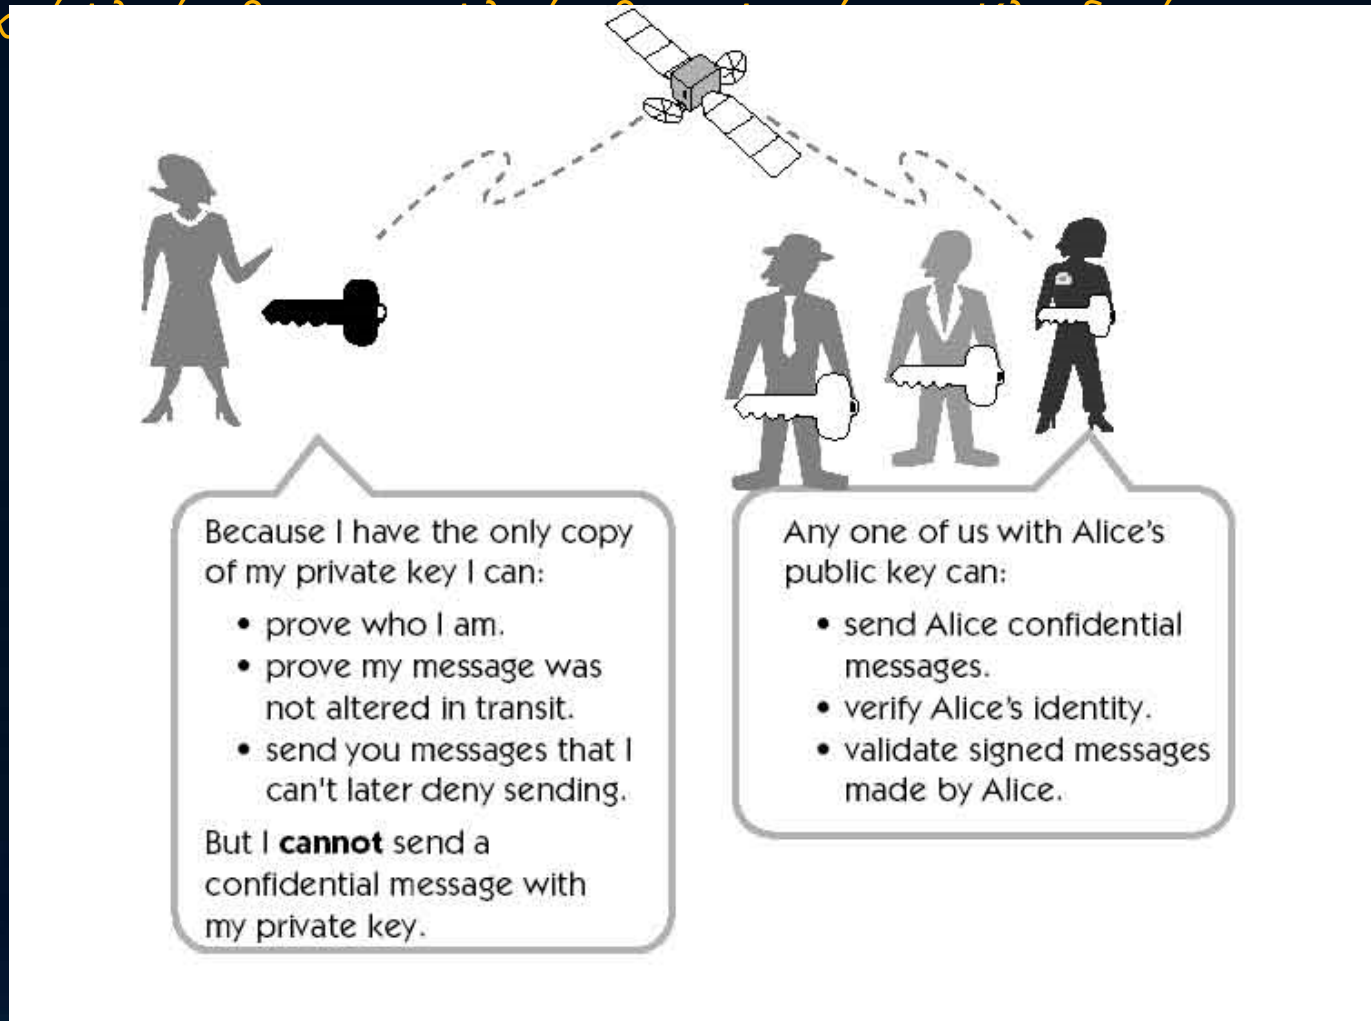 Because I have the only copy
of my private key I can:
• prove who I am.
• prove my message was
not altered in transit.
• send you messages that I
can't later deny sending.
But I cannot send a
confidential message with
my private key.
Any one of us with Alice's
public key can:
• send Alice confidential
messages.
• verify Alice's identity.
• validate signed messages
made by Alice.